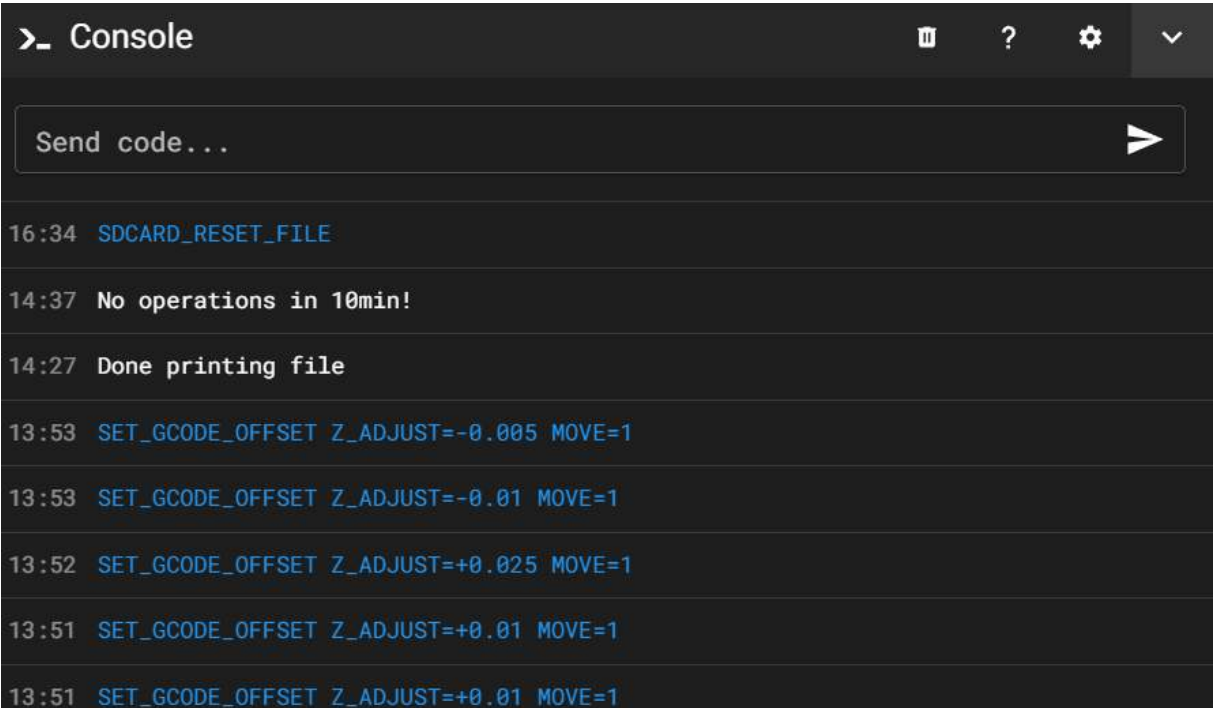 Console
?
Send code...
16:34 SDCARD_RESET_FILE
14:37 No operations in 10min!
14:27 Done printing file
13:53 SET_GCODE_OFFSET Z_ADJUST=-0.005 MOVE=1
13:53 SET_GCODE_OFFSET Z_ADJUST=-0.01 MOVE=1
13:52 SET_GCODE_OFFSET Z_ADJUST=+0.025 MOVE=1
13:51 SET_GCODE_OFFSET Z_ADJUST=+0.01 MOVE=1
13:51 SET_GCODE_OFFSET Z_ADJUST=+0.01 MOVE=1